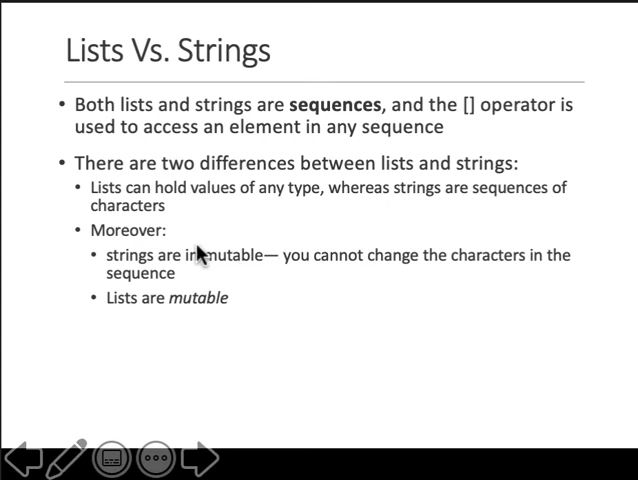 Lists Vs. Strings
• Both lists and strings are sequences, and the [] operator is
used to access an element in any sequence
• There are two differences between lists and strings:
• Lists can hold values of any type, whereas strings are sequences of
characters
• Moreover:
• strings are immutable— you cannot change the characters in the
sequence
• Lists are mutable